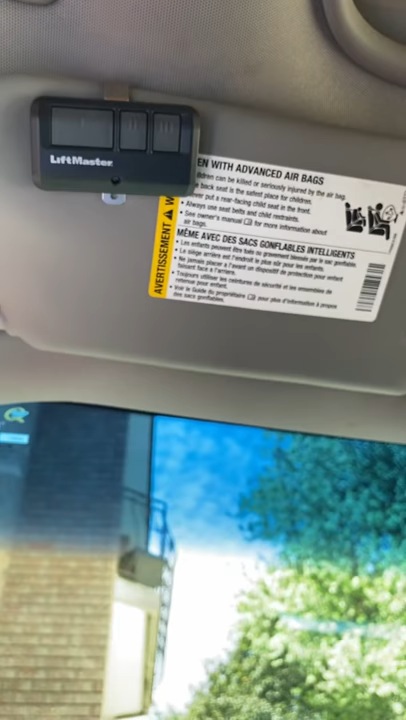 I II III
LiftMaster
EN WITH ADVANCED AIR BAGS
ildren can be killed or seriously injured by the air bag.
e back seat is the safest place for children.
ever put a rear-facing child seat in the front.
• Always use seat belts and child restraints.
• See owner's manual for more information about
air bags.
AVERTISSEMENT W
MÊME AVEC DES SACS GONFLABLES INTELLIGENTS
• Les enfants peuvent être tués ou gravement blessés par le sac gonflable.
• Le siège arrière est l'endroit le plus sûr pour les enfants.
• Ne jamais placer à l'avant un dispositif de protection pour enfant
faisant face à l'arrière.
• Toujours utiliser les ceintures de sécurité et les ensembles de
retenue pour enfant.
• Voir le Guide du propriétaire pour plus d'information à propos
des sacs gonflables.